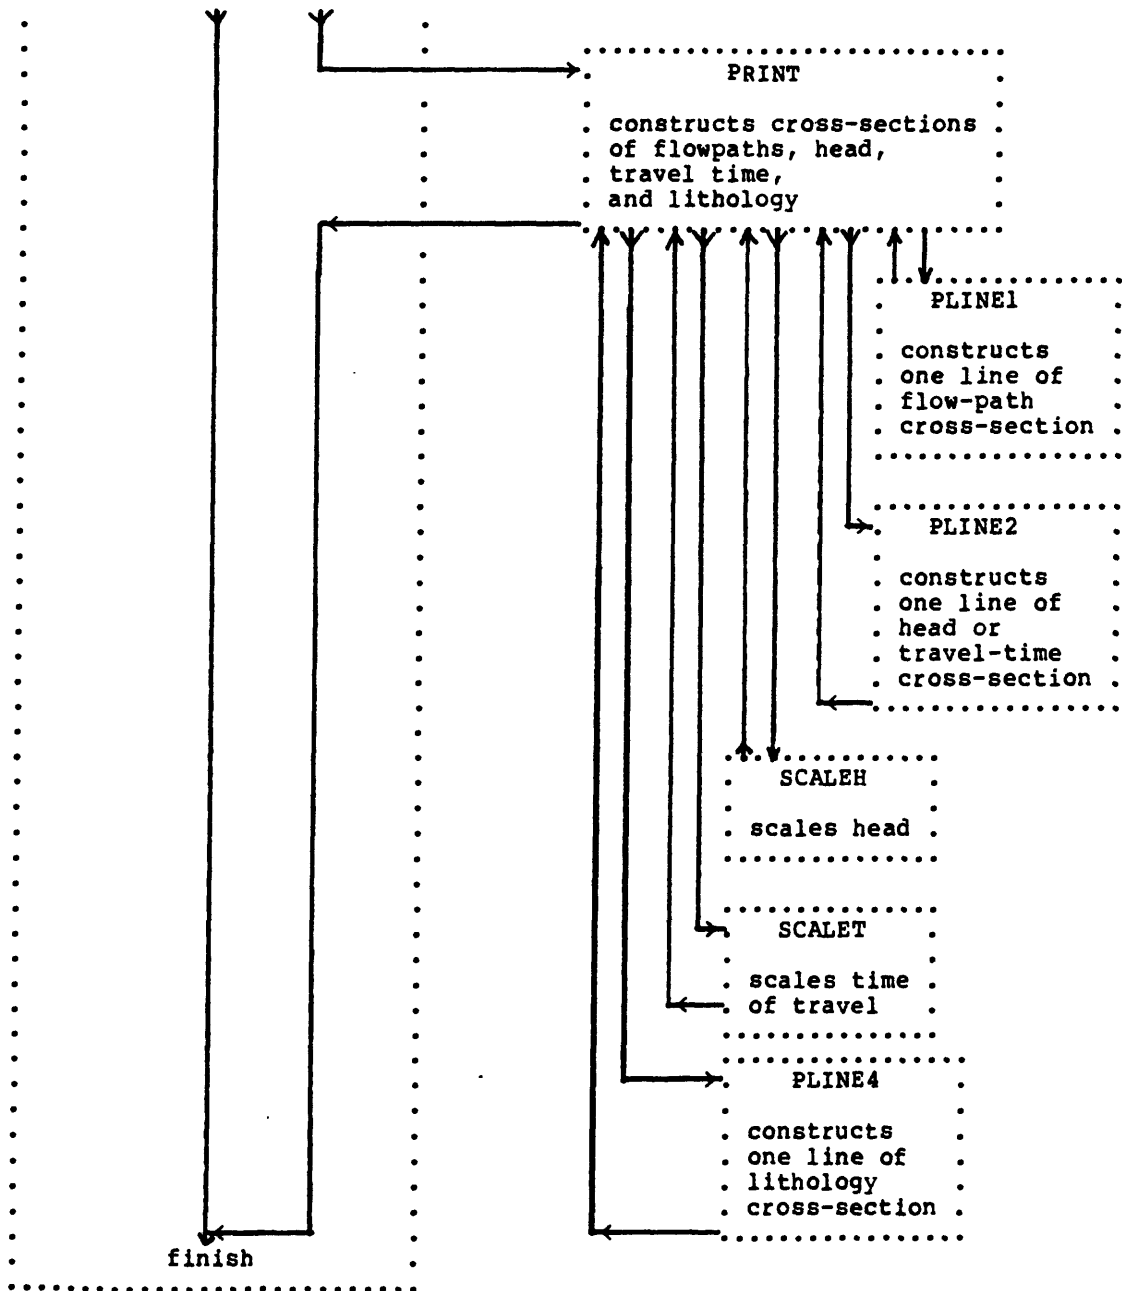 PRINT
constructs cross-sections
of flowpaths, head,
travel time,
and lithology
PLINE1
constructs
one line of
flow-path
cross-section
PLINE2
constructs
one line of
head or
travel-time
cross-section
SCALEH
scales head
SCALET
scales time
of travel
PLINE4
constructs
one line of
lithology
cross-section
finish